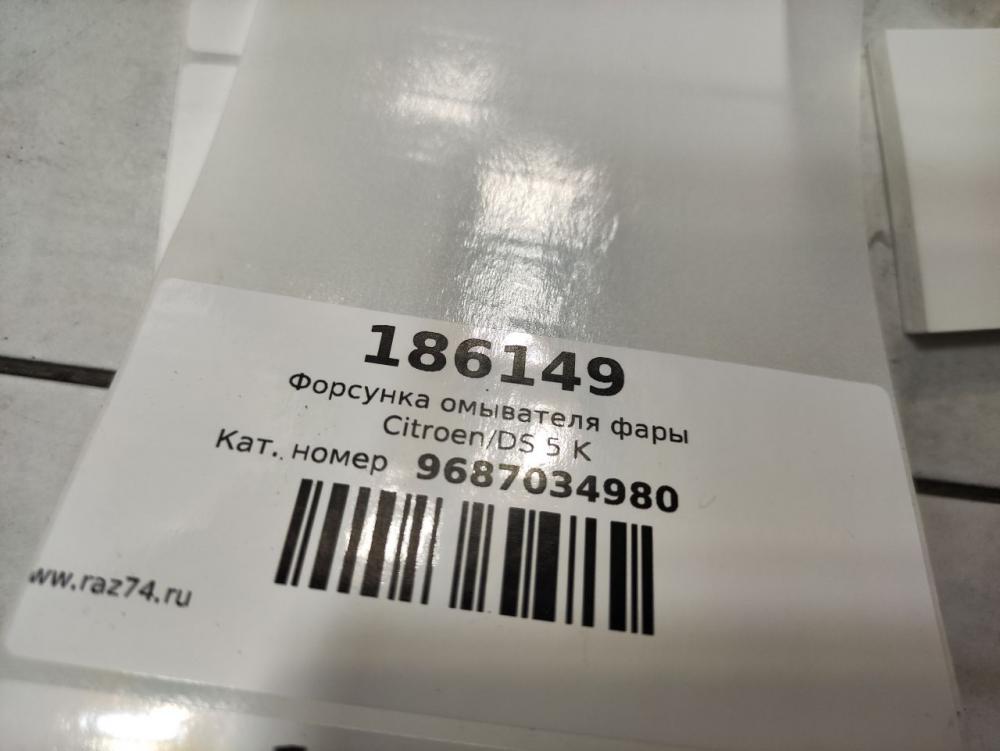 186149
Форсунка омывателя фары
Citroen/DS 5 K
Кат. номер 9687034980
www.raz74.ru